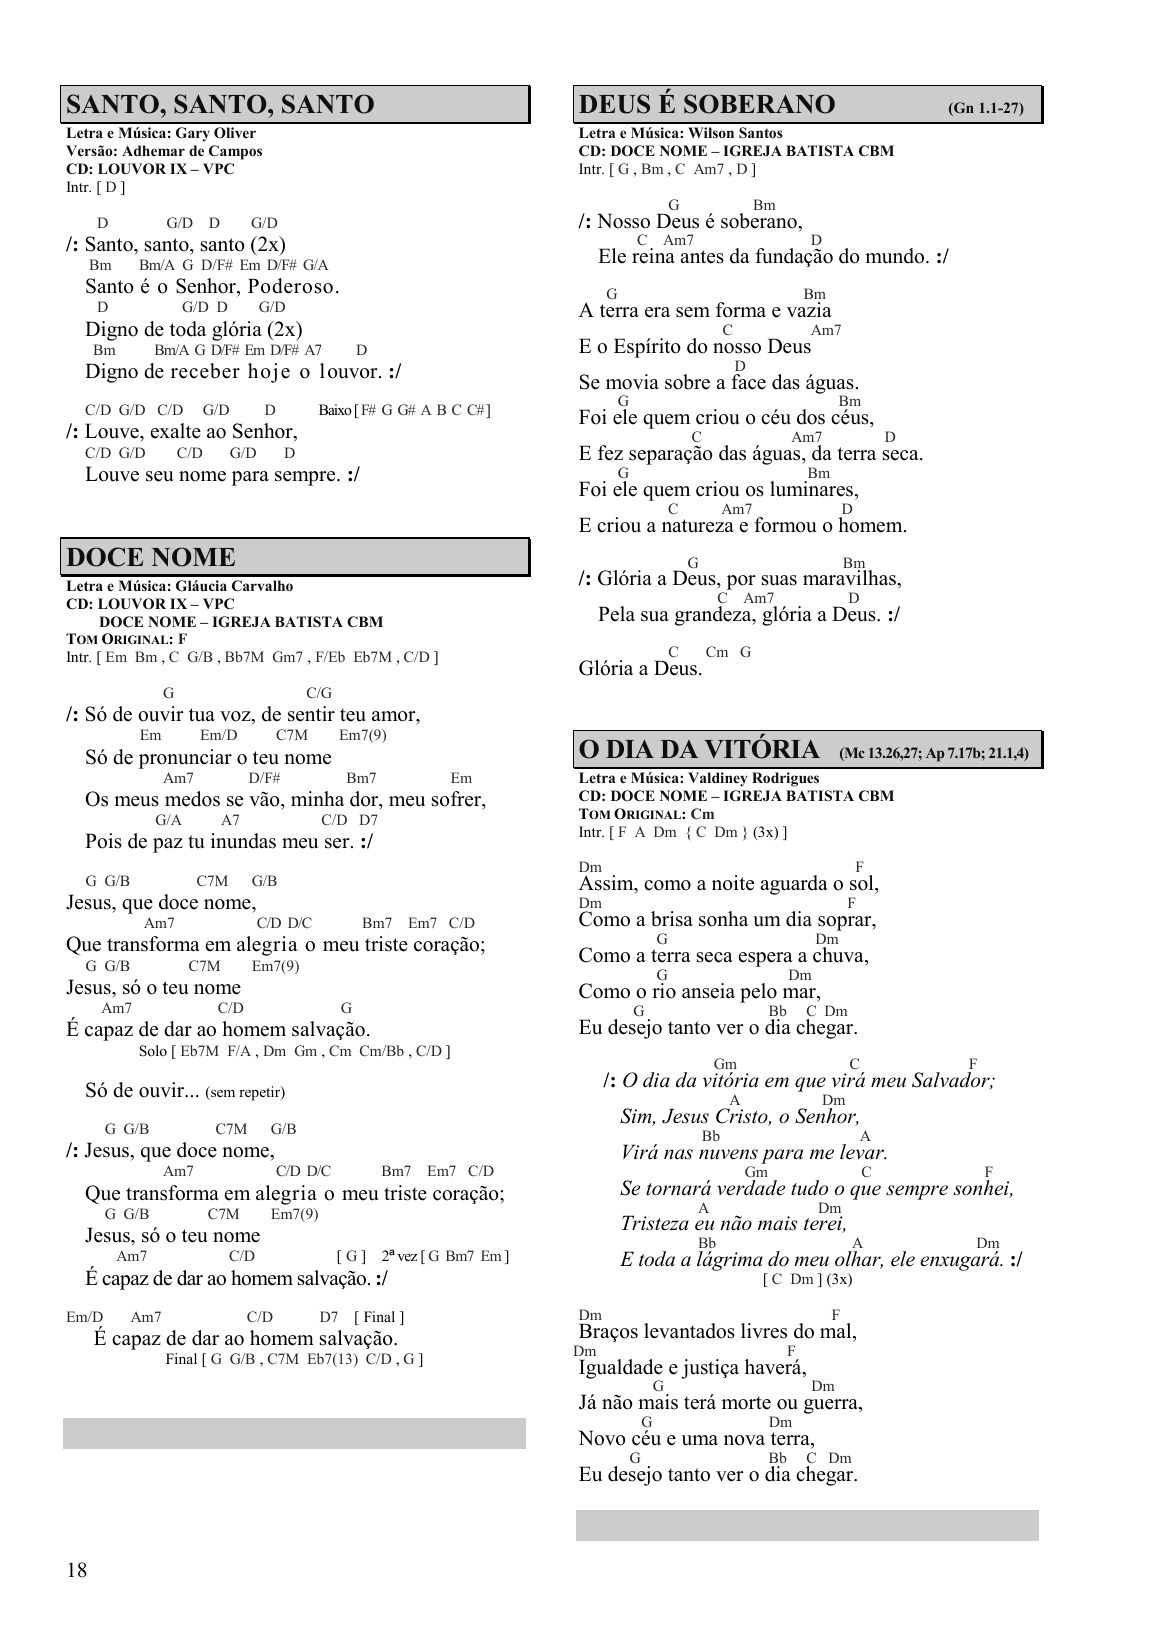 SANTO, SANTO, SANTO
Letra e Música: Gary Oliver
Versão: Adhemar de Campos
CD: LOUVOR IX – VPC
Intr. [ D ]
D G/D D G/D
/: Santo, santo, santo (2x)
Bm Bm/A G D/F# Em D/F# G/A
Santo é o Senhor, Poderoso.
D G/D D G/D
Digno de toda glória (2x)
Bm Bm/A G D/F# Em D/F# A7 D
Digno de receber hoje o louvor. :/
C/D G/D C/D G/D D Baixo [ F# G G# A B C C# ]
/: Louve, exalte ao Senhor,
C/D G/D C/D G/D D
Louve seu nome para sempre. :/
DOCE NOME
Letra e Música: Gláucia Carvalho
CD: LOUVOR IX – VPC
DOCE NOME – IGREJA BATISTA CBM
TOM ORIGINAL: F
Intr. [ Em Bm , C G/B , Bb7M Gm7 , F/Eb Eb7M , C/D ]
G C/G
/: Só de ouvir tua voz, de sentir teu amor,
Em Em/D C7M Em7(9)
Só de pronunciar o teu nome
Am7 D/F# Bm7 Em
Os meus medos se vão, minha dor, meu sofrer,
G/A A7 C/D D7
Pois de paz tu inundas meu ser. :/
G G/B C7M G/B
Jesus, que doce nome,
Am7 C/D D/C Bm7 Em7 C/D
Que transforma em alegria o meu triste coração;
G G/B C7M Em7(9)
Jesus, só o teu nome
Am7 C/D G
É capaz de dar ao homem salvação.
Solo [ Eb7M F/A , Dm Gm , Cm Cm/Bb , C/D ]
Só de ouvir... (sem repetir)
G G/B C7M G/B
/: Jesus, que doce nome,
Am7 C/D D/C Bm7 Em7 C/D
Que transforma em alegria o meu triste coração;
G G/B C7M Em7(9)
Jesus, só o teu nome
Am7 C/D [ G ] 2ª vez [ G Bm7 Em ]
É capaz de dar ao homem salvação. :/
Em/D Am7 C/D D7 [ Final ]
É capaz de dar ao homem salvação.
Final [ G G/B , C7M Eb7(13) C/D , G ]
18
DEUS É SOBERANO (Gn 1.1-27)
Letra e Música: Wilson Santos
CD: DOCE NOME – IGREJA BATISTA CBM
Intr. [ G , Bm , C Am7 , D ]
G Bm
/: Nosso Deus é soberano,
C Am7 D
Ele reina antes da fundação do mundo. :/
G Bm
A terra era sem forma e vazia
C Am7
E o Espírito do nosso Deus
D
Se movia sobre a face das águas.
G Bm
Foi ele quem criou o céu dos céus,
C Am7 D
E fez separação das águas, da terra seca.
G Bm
Foi ele quem criou os luminares,
C Am7 D
E criou a natureza e formou o homem.
G Bm
/: Glória a Deus, por suas maravilhas,
C Am7 D
Pela sua grandeza, glória a Deus. :/
C Cm G
Glória a Deus.
O DIA DA VITÓRIA (Mc 13.26,27; Ap 7.17b; 21.1,4)
Letra e Música: Valdiney Rodrigues
CD: DOCE NOME – IGREJA BATISTA CBM
TOM ORIGINAL: Cm
Intr. [ F A Dm { C Dm } (3x) ]
Dm F
Assim, como a noite aguarda o sol,
Dm F
Como a brisa sonha um dia soprar,
G Dm
Como a terra seca espera a chuva,
G Dm
Como o rio anseia pelo mar,
G Bb C Dm
Eu desejo tanto ver o dia chegar.
Gm C F
/: O dia da vitória em que virá meu Salvador;
A Dm
Sim, Jesus Cristo, o Senhor,
Bb A
Virá nas nuvens para me levar.
Gm C F
Se tornará verdade tudo o que sempre sonhei,
A Dm
Tristeza eu não mais terei,
Bb A Dm
E toda a lágrima do meu olhar, ele enxugará. :/
[ C Dm ] (3x)
Dm F
Braços levantados livres do mal,
Dm F
Igualdade e justiça haverá,
G Dm
Já não mais terá morte ou guerra,
G Dm
Novo céu e uma nova terra,
G Bb C Dm
Eu desejo tanto ver o dia chegar.